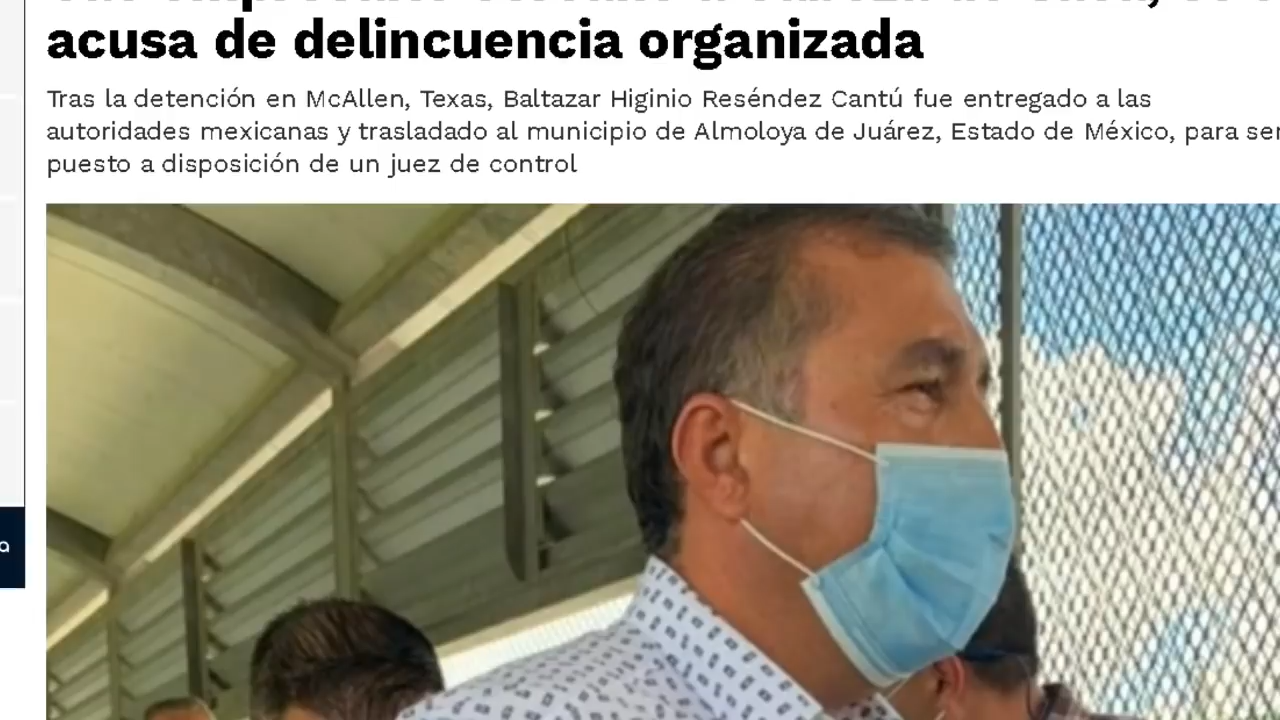 acusa de delincuencia organizada
Tras la detención en McAllen, Texas, Baltazar Higinio Reséndez Cantú fue entregado a las
autoridades mexicanas y trasladado al municipio de Almoloya de Juárez, Estado de México, para ser
puesto a disposición de un juez de control